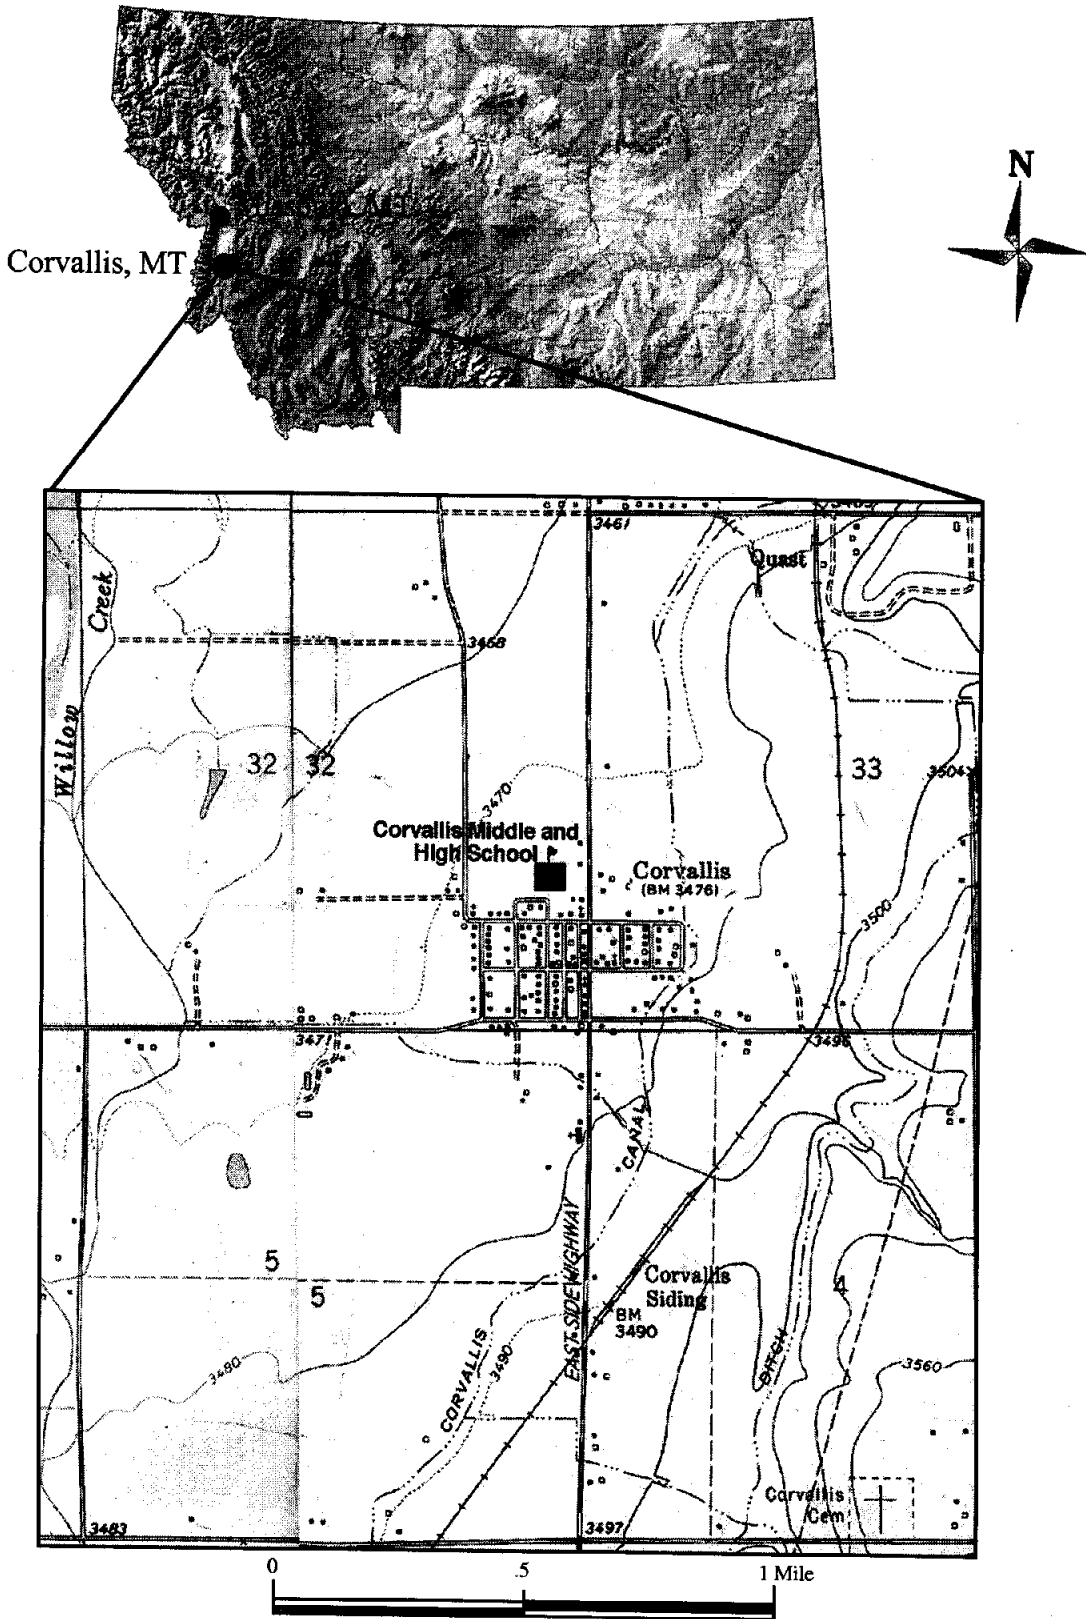 N
Corvallis, MT
3461
Quast
Creek
3468
Willow
32
32
33
3504
3470
Corvallis Middle and
High School
Corvallis
(BM 3476)
3500
3471
3496
CANAL
EAST SIDE HIGHWAY
5
5
Corvallis
Siding
4
BM
3490
DITCH
3480
CORVALLIS
3490
3560
Corvallis
Cem
3483
3497
0
.5
1 Mile